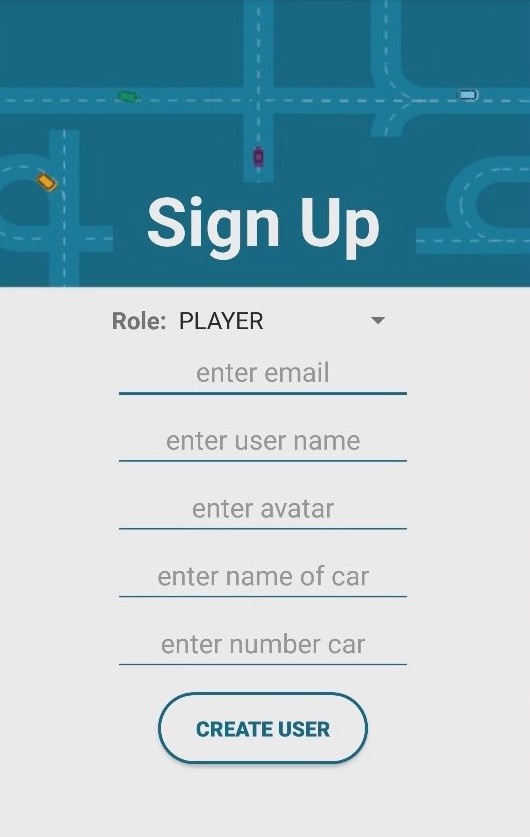 Sign Up
Role: PLAYER
enter email
enter user name
enter avatar
enter name of car
enter number car
CREATE USER